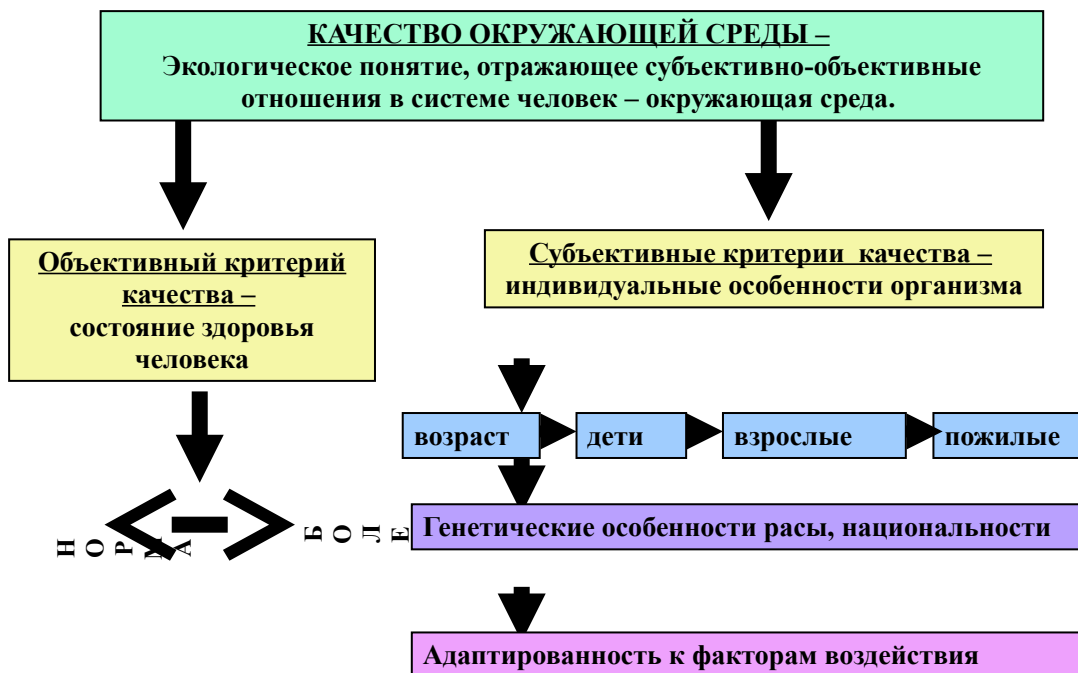 КАЧЕСТВО ОКРУЖАЮЩЕЙ СРЕДЫ –
Экологическое понятие, отражающее субъективно-объективные
отношения в системе человек – окружающая среда.
Объективный критерий
качества –
состояние здоровья
человека
Субъективные критерии качества –
индивидуальные особенности организма
возраст
дети
взрослые
пожилые
НОРМА
БОЛЕ
Генетические особенности расы, национальности
Адаптированность к факторам воздействия